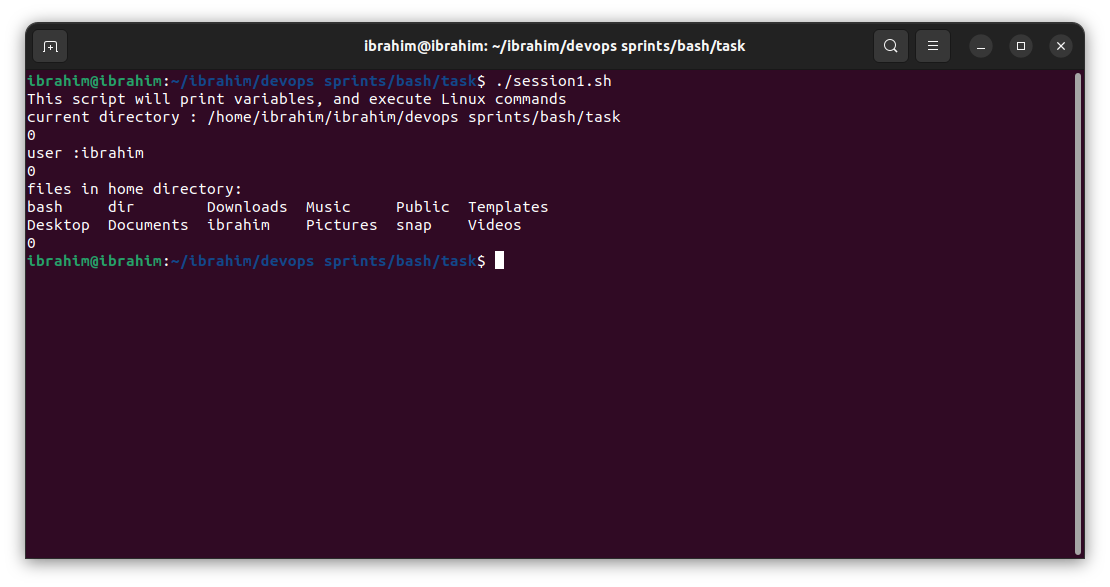 ibrahim@ibrahim: ~/ibrahim/devops sprints/bash/task
ibrahim@ibrahim:~/ibrahim/devops sprints/bash/task$ ./session1.sh
This script will print variables, and execute Linux commands
current directory : /home/ibrahim/ibrahim/devops sprints/bash/task
0
user :ibrahim
0
files in home directory:
bash     dir        Downloads  Music     Public  Templates
Desktop  Documents  ibrahim    Pictures  snap    Videos
0
ibrahim@ibrahim:~/ibrahim/devops sprints/bash/task$